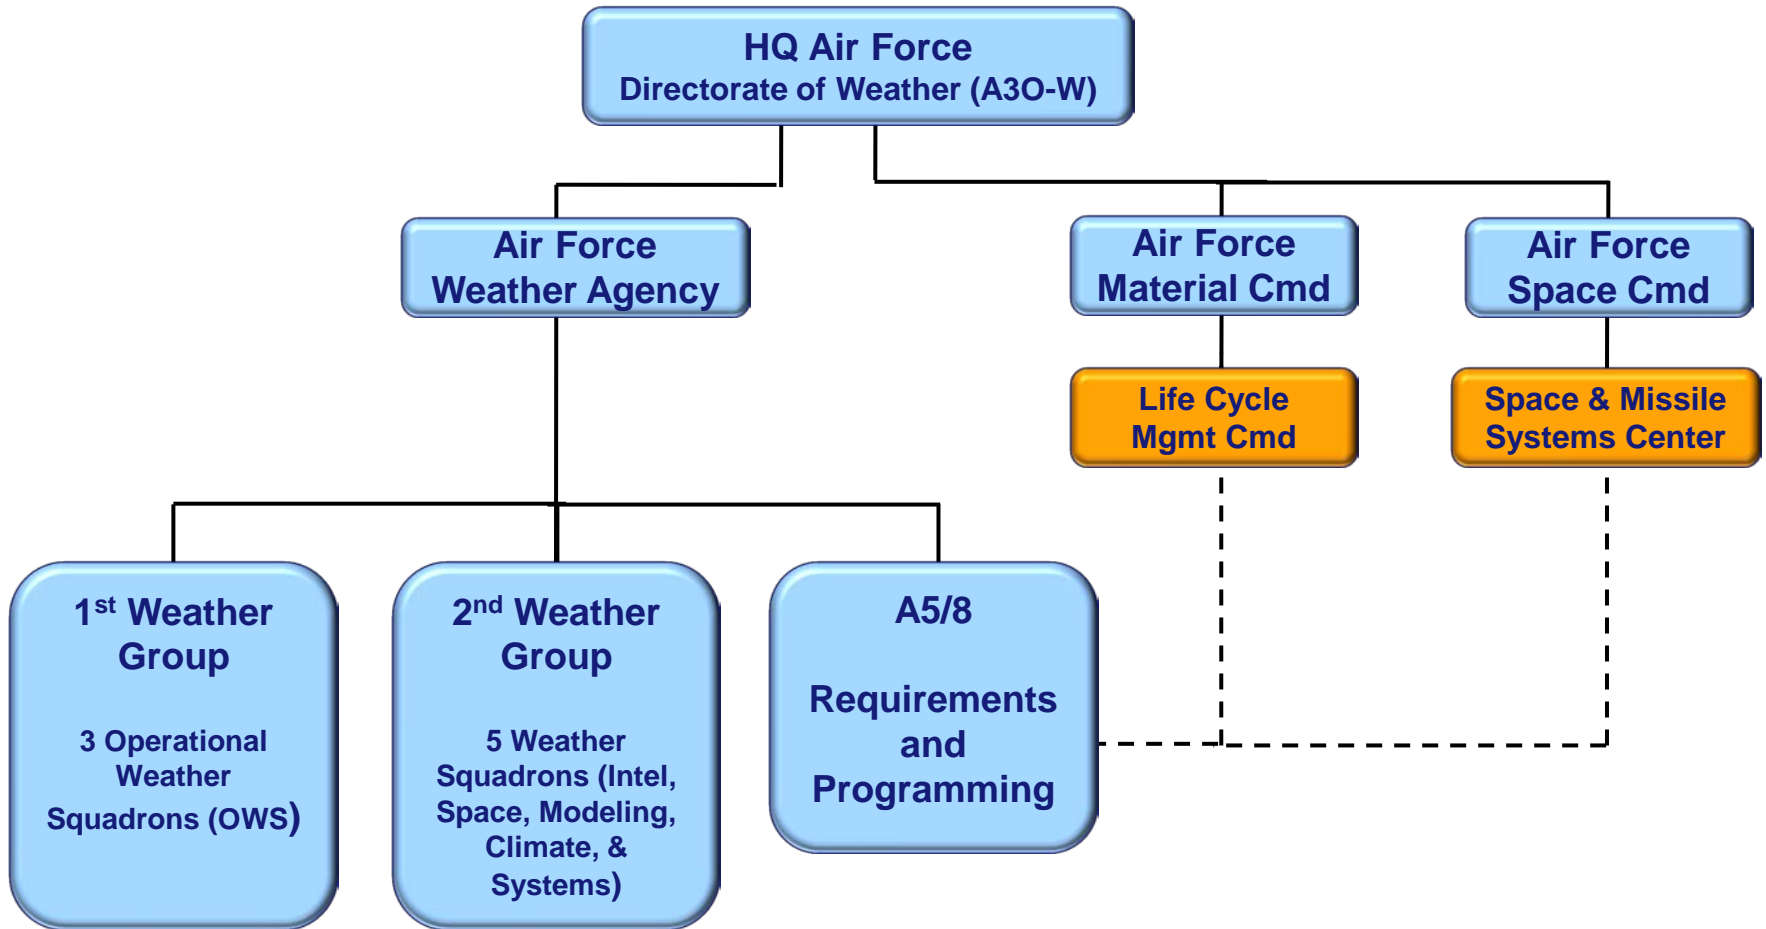 HQ Air Force
Directorate of Weather (A3O-W)
Air Force
Weather Agency
Air Force
Material Cmd
Air Force
Space Cmd
Life Cycle
Mgmt Cmd
Space & Missile
Systems Center
1st Weather
Group
3 Operational
Weather
Squadrons (OWS)
2nd Weather
Group
5 Weather
Squadrons (Intel,
Space, Modeling,
Climate, &
Systems)
A5/8
Requirements
and
Programming